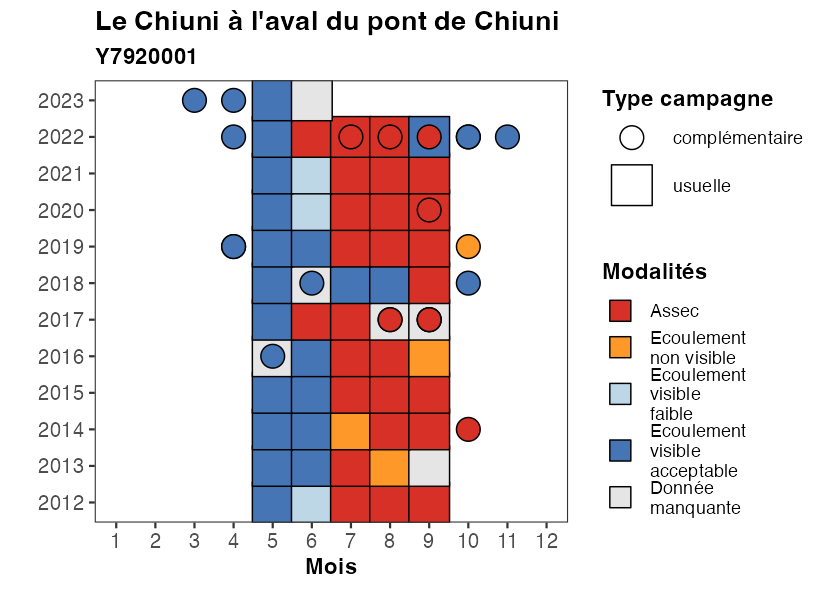 Le Chiuni à l'aval du pont de Chiuni
Y7920001
2023
2022
2021
2020
2019
2018
2017
2016
2015
2014
2013
2012
1 2 3 4 5 6 7 8 9 10 11 12
Mois
Type campagne
complémentaire
usuelle
Modalités
Assec
Ecoulement
non visible
Ecoulement
visible
faible
Ecoulement
visible
acceptable
Donnée
manquante